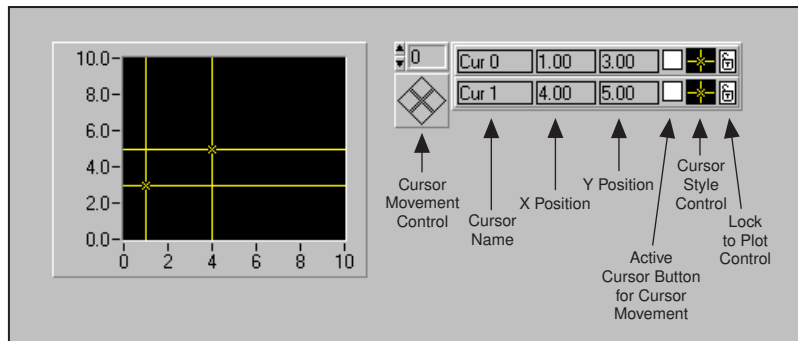 10.0
8.0
6.0
4.0
2.0
0.0
0 2 4 6 8 10
0
Cur 0 1.00 3.00
Cur 1 4.00 5.00
Cursor
Movement
Control
Cursor
Name
X Position
Y Position
Active
Cursor Button
for Cursor
Movement
Cursor
Style
Control
Lock
to Plot
Control